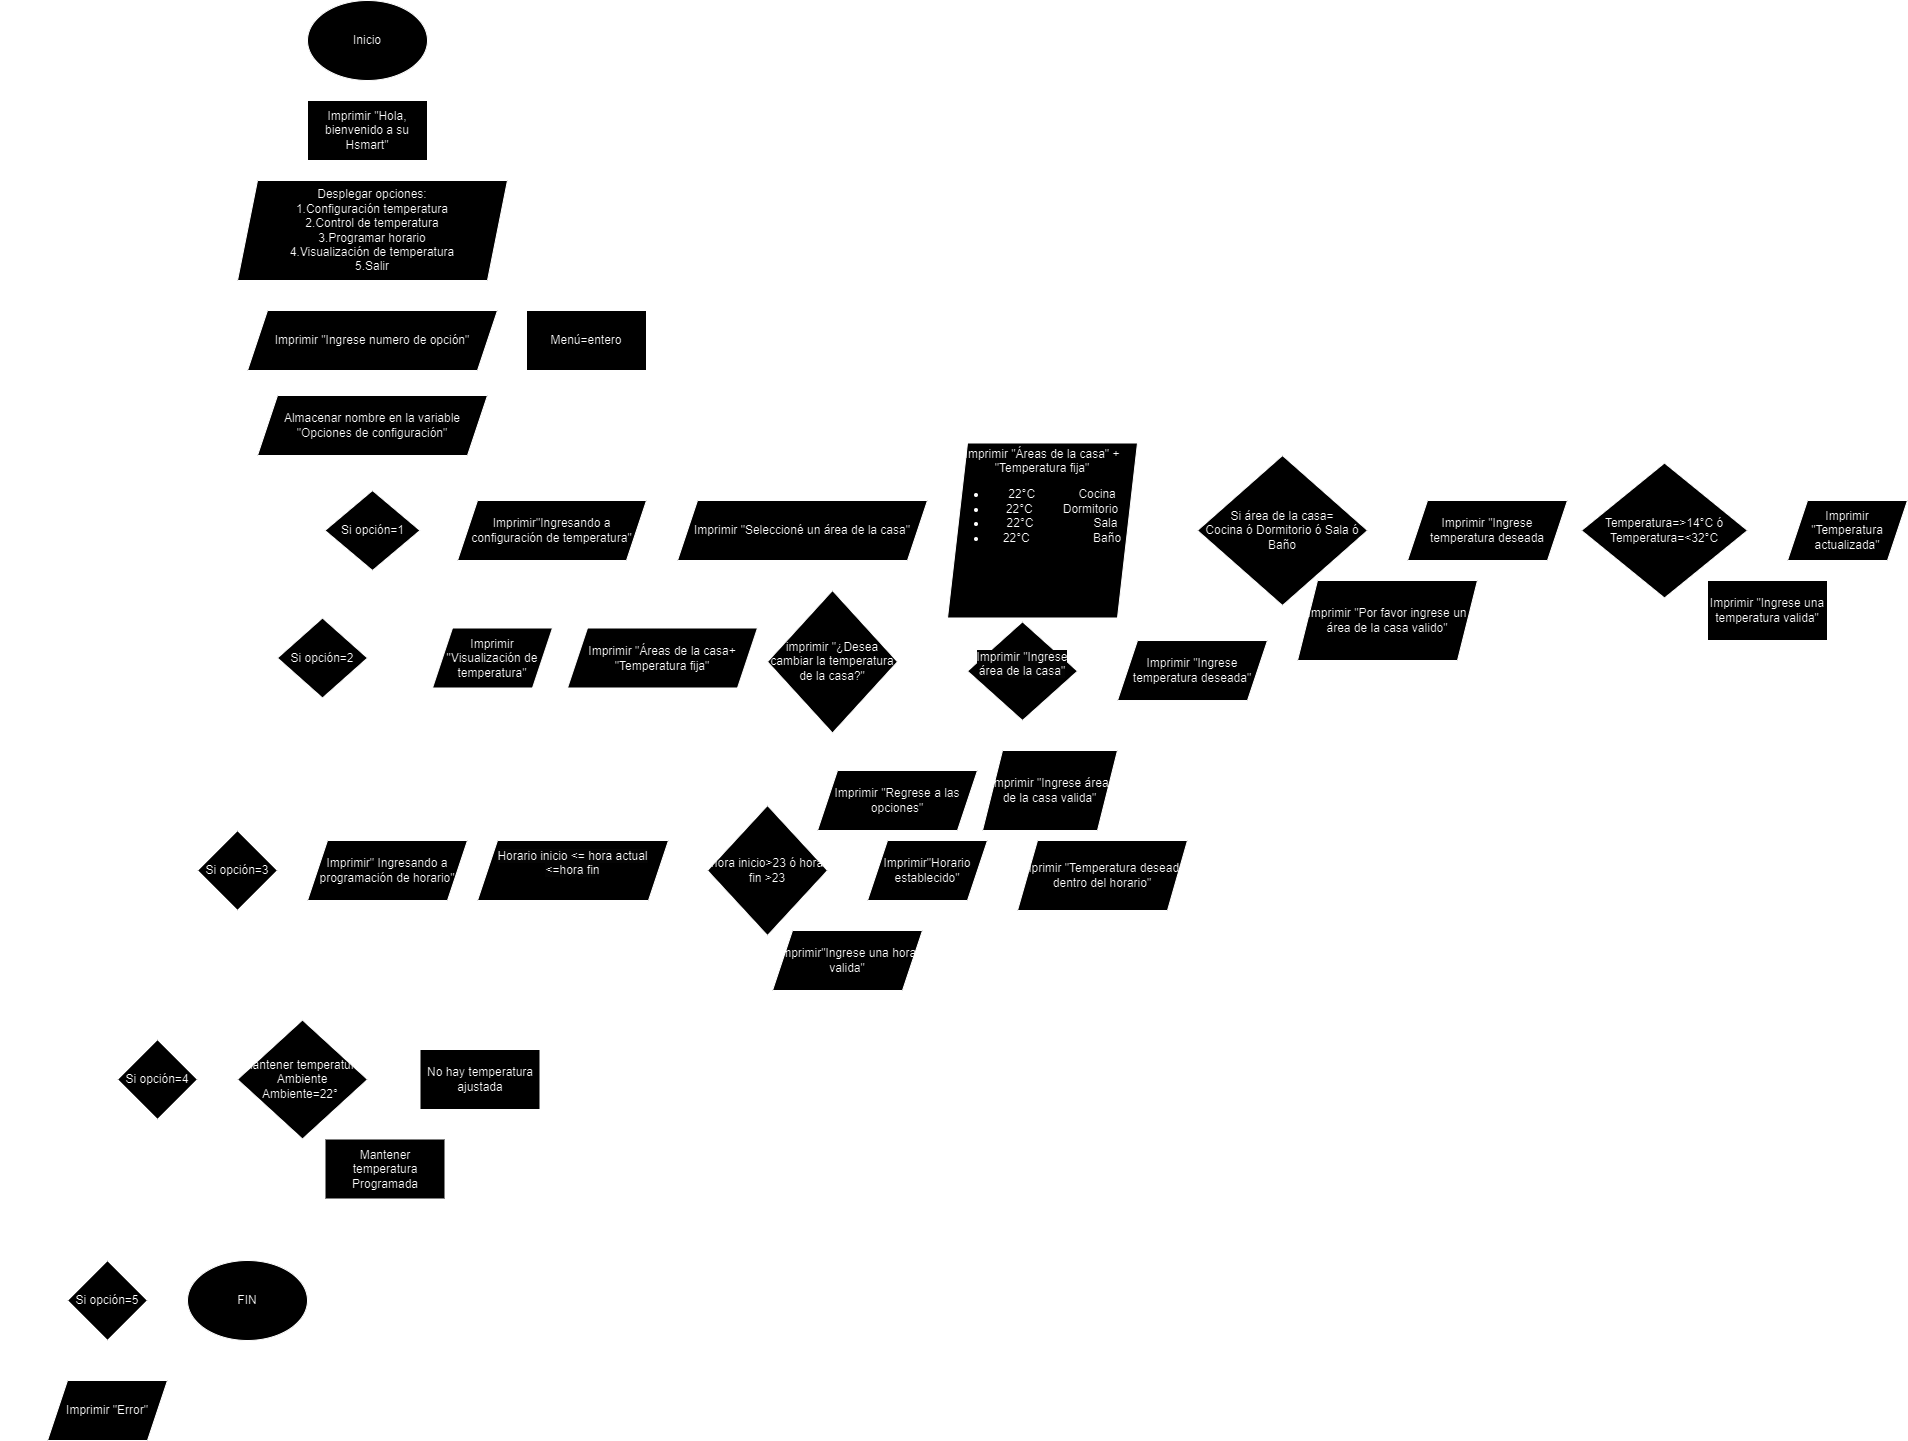 Inicio
Imprimir "Hola,
bienvenido a su
Hsmart"
Desplegar opciones:
1.Configuración temperatura
2.Control de temperatura
3.Programar horario
4.Visualización de temperatura
5.Salir
Imprimir "Ingrese numero de opción"
Menú=entero
Almacenar nombre en la variable
"Opciones de configuración"
Si opción=1
Imprimir"Ingresando a
configuración de temperatura"
Imprimir "Seleccioné un área de la casa"
mprimir "Áreas de la casa" +
"Temperatura fija"
• 22°C Cocina
• 22°C Dormitorio
• 22°C Sala
• 22°C Baño
Si área de la casa=
Cocina ó Dormitorio ó Sala ó
Baño
Imprimir "Ingrese
temperatura deseada
Temperatura=>14°C ó
Temperatura=<32°C
Imprimir
"Temperatura
actualizada"
mprimir "Por favor ingrese un
área de la casa valido"
Imprimir "Ingrese una
temperatura valida"
Si opción=2
Imprimir
"Visualización de
temperatura"
Imprimir "Áreas de la casa+
"Temperatura fija"
imprimir "¿Desea
cambiar la temperatura
de la casa?"
Imprimir "Ingrese
área de la casa"
Imprimir "Ingrese
temperatura deseada"
Imprimir "Regrese a las
opciones"
mprimir "Ingrese área
de la casa valida"
Si opción=3
Imprimir" Ingresando a
programación de horario"
Horario inicio <= hora actual
<=hora fin
hora inicio>23 ó hora
fin >23
Imprimir"Horario
establecido"
primir "Temperatura desead
dentro del horario"
mprimir"Ingrese una hora
valida"
Si opción=4
antener temperatur
Ambiente
Ambiente=22°
No hay temperatura
ajustada
Mantener
temperatura
Programada
Si opción=5
FIN
Imprimir "Error"